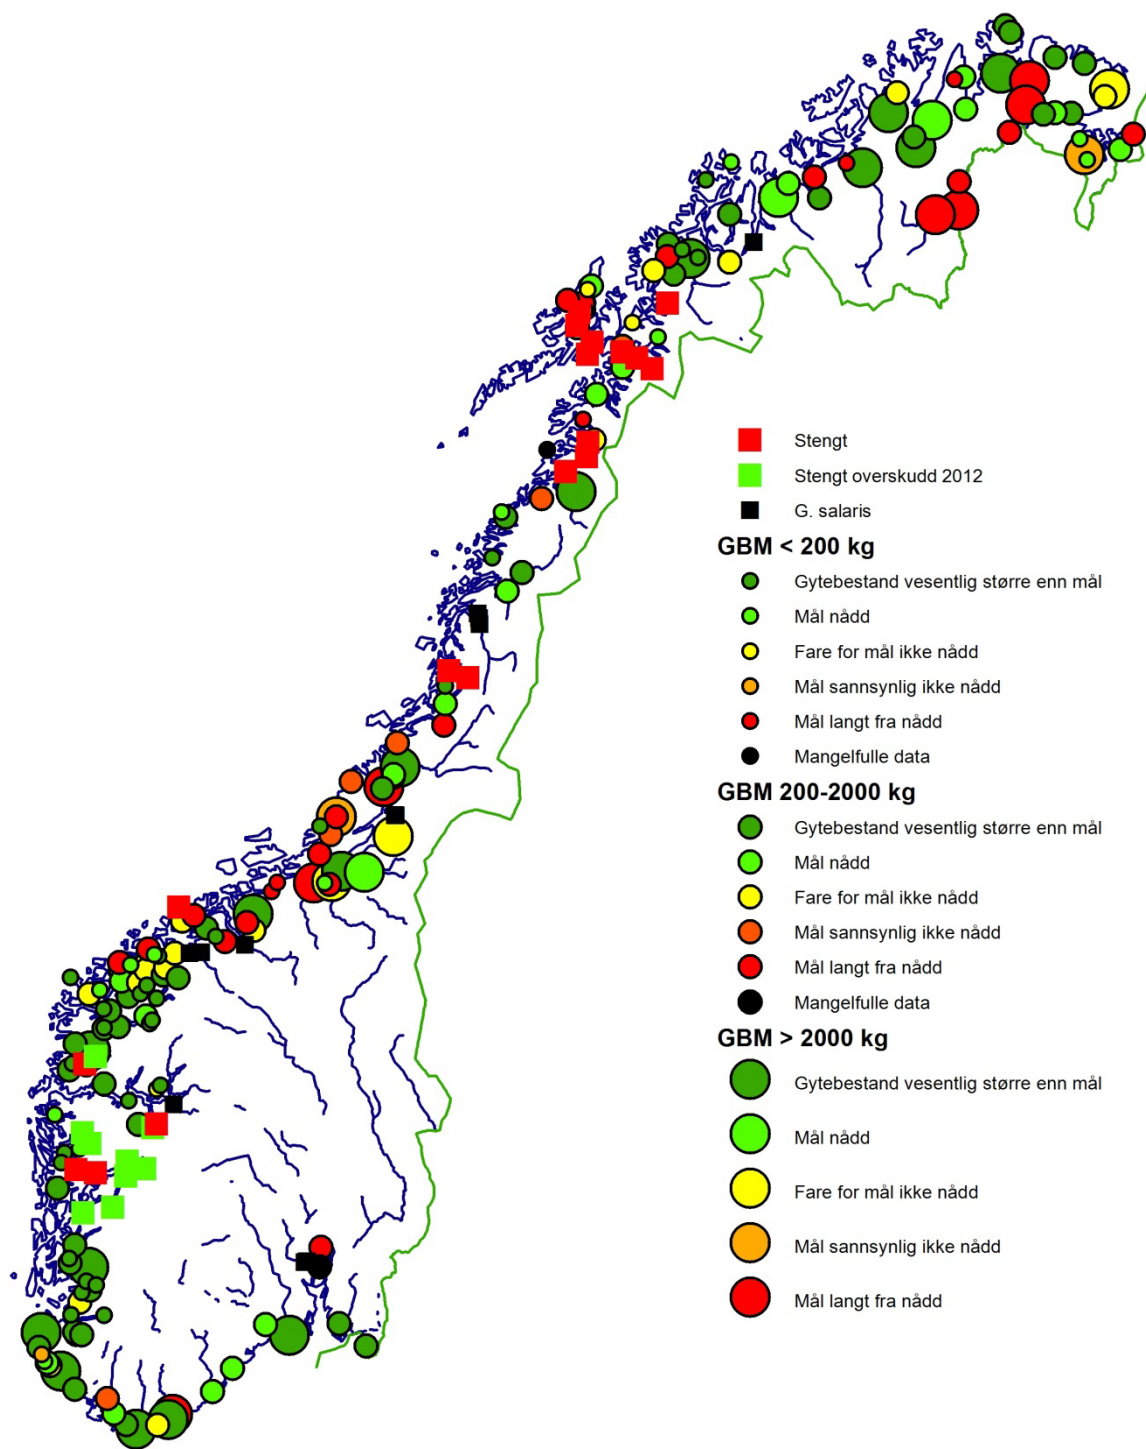 Stengt
Stengt overskudd 2012
G. salaris
GBM < 200 kg
Gytebestand vesentlig større enn mål
Mål nådd
Fare for mål ikke nådd
Mål sannsynlig ikke nådd
Mål langt fra nådd
Mangelfulle data
GBM 200-2000 kg
Gytebestand vesentlig større enn mål
Mål nådd
Fare for mål ikke nådd
Mål sannsynlig ikke nådd
Mål langt fra nådd
Mangelfulle data
GBM > 2000 kg
Gytebestand vesentlig større enn mål
Mål nådd
Fare for mål ikke nådd
Mål sannsynlig ikke nådd
Mål langt fra nådd